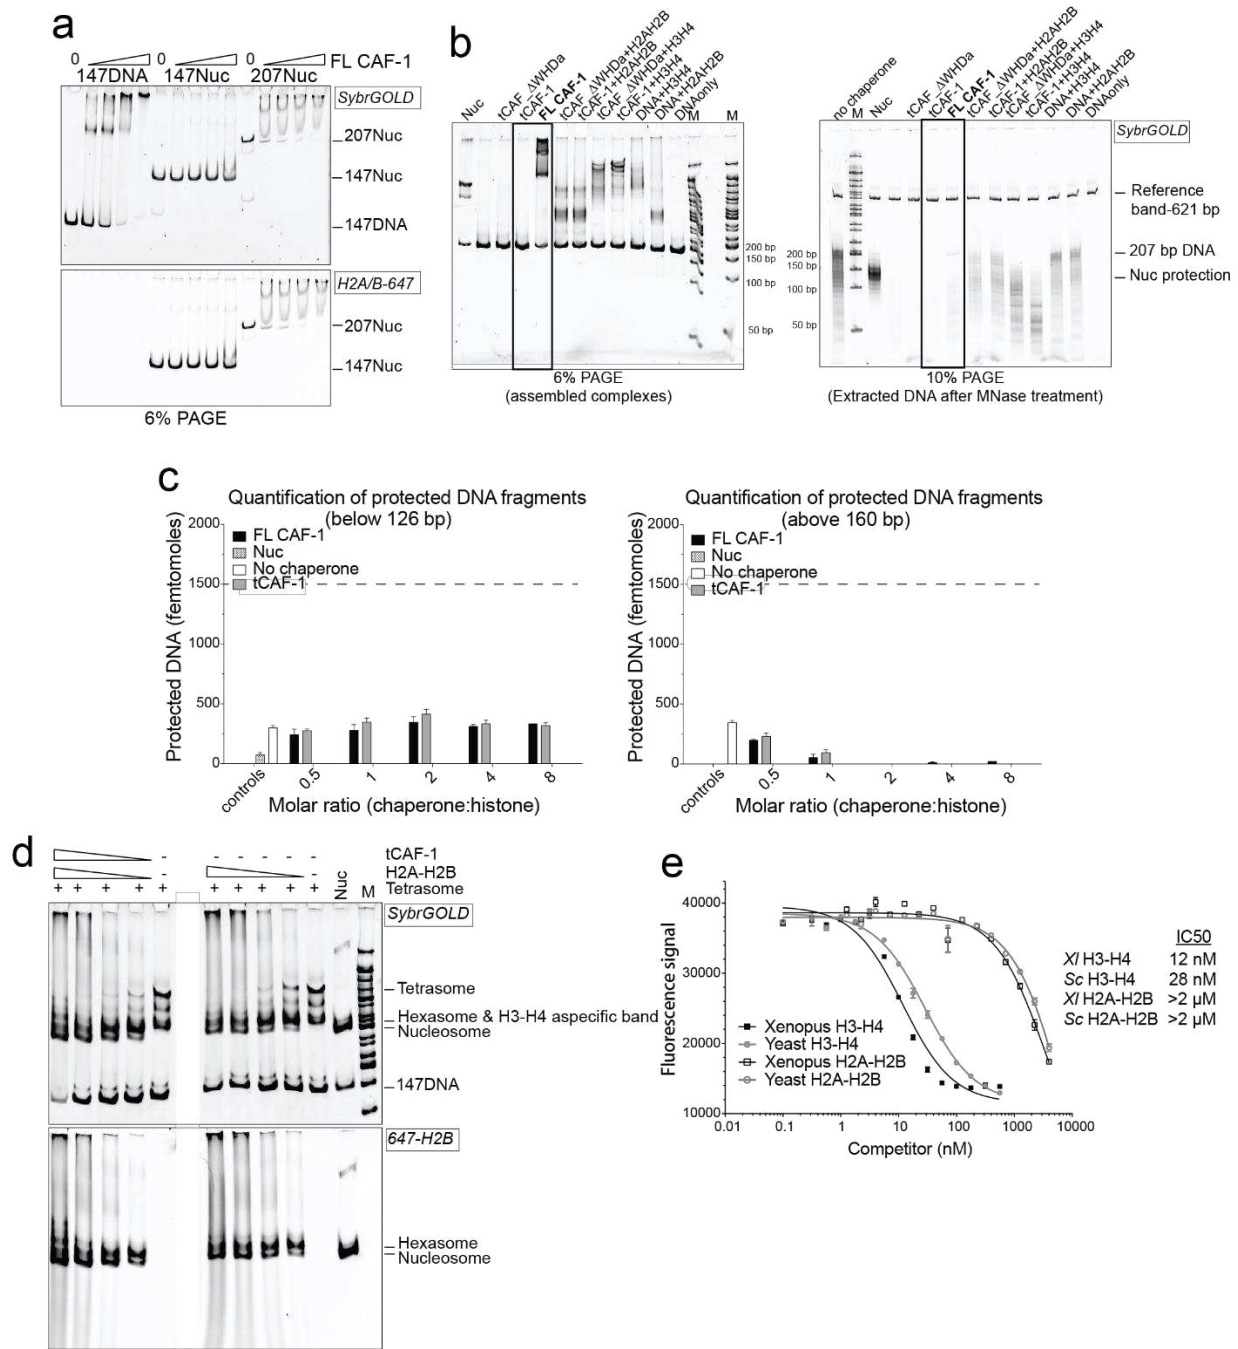 a
0
0
0
FL CAF-1
147DNA
147Nuc
207Nuc
SybrGOLD
207Nuc
147Nuc
147DNA
H2A/B-647
207Nuc
147Nuc
6% PAGE
b
Nuc
tCAF_ΔWHDa
tCAF-1
FL CAF-1
tCAF_ΔWHDa+H2AH2B
tCAF-1+H2AH2B
tCAF_ΔWHDa+H3H4
tCAF-1+H3H4
DNA+H3H4
DNA+H2AH2B
DNAonly
M
M
200 bp
150 bp
100 bp
50 bp
6% PAGE
(assembled complexes)
no chaperone
M
Nuc
tCAF_ΔWHDa
tCAF-1
FL CAF-1
tCAF_ΔWHDa+H2AH2B
tCAF-1+H2AH2B
tCAF_ΔWHDa+H3H4
tCAF-1+H3H4
DNA+H3H4
DNA+H2AH2B
DNAonly
SybrGOLD
Reference
band-621 bp
207 bp DNA
Nuc protection
200 bp
150 bp
100 bp
50 bp
10% PAGE
(Extracted DNA after MNase treatment)
c
Quantification of protected DNA fragments
(below 126 bp)
Protected DNA (femtomoles)
2000
1500
1000
500
0
FL CAF-1
Nuc
No chaperone
tCAF-1
controls
0.5
1
2
4
8
Molar ratio (chaperone:histone)
Quantification of protected DNA fragments
(above 160 bp)
Protected DNA (femtomoles)
2000
1500
1000
500
0
FL CAF-1
Nuc
No chaperone
tCAF-1
controls
0.5
1
2
4
8
Molar ratio (chaperone:histone)
d
- - - - - - tCAF-1
- - H2A-H2B
+ + + + + + + + + + Tetrasome
Nuc
M
SybrGOLD
Tetrasome
Hexasome & H3-H4 aspecific band
Nucleosome
147DNA
647-H2B
Hexasome
Nucleosome
e
Fluorescence signal
40000
30000
20000
10000
Xenopus H3-H4
Yeast H3-H4
Xenopus H2A-H2B
Yeast H2A-H2B
0.01 0.1 1 10 100 1000 10000
Competitor (nM)
IC50
Xl H3-H4 12 nM
Sc H3-H4 28 nM
Xl H2A-H2B >2 µM
Sc H2A-H2B >2 µM